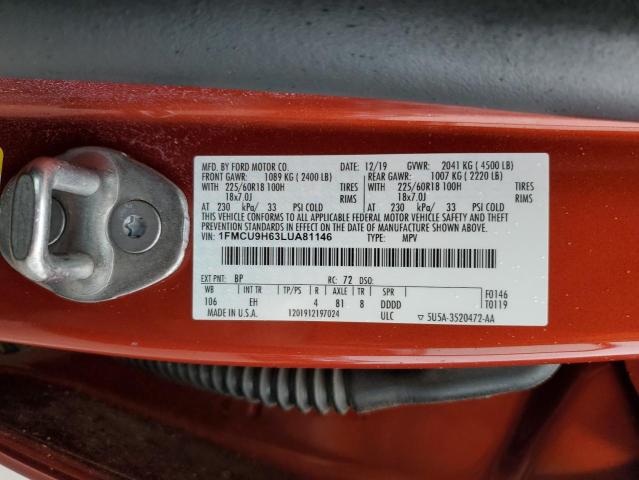 MFD. BY FORD MOTOR CO. 12/19 GVWR: 2041 KG ( 4500 LB)
FRONT GAWR: 1089 KG ( 2400 LB) REAR GAWR: 1007 KG ( 2220 LB)
WITH 225/60R18 100H TIRES WITH 225/60R18 100H TIRES
18x7.0J RIMS 18x7.0J RIMS
AT 230 kPa/ 33 PSI COLD AT 230 kPa/ 33 PSI COLD
THIS VEHICLE CONFORMS TO ALL APPLICABLE FEDERAL MOTOR VEHICLE SAFETY AND THEFT PREVENTION STANDARDS IN EFFECT ON THE DATE OF MANUFACTURE SHOWN ABOVE.
VIN: 1FMCU9H63LUA81146 TYPE: MPV
EXT PNT: BP RC: 72 DSO:
WB INT TR TP/PS R AXLE TR SPR F0146
106 EH 4 81 8 DDDD T0119
MADE IN U.S.A. 1201912197024 ULC 5U5A-3520472-AA